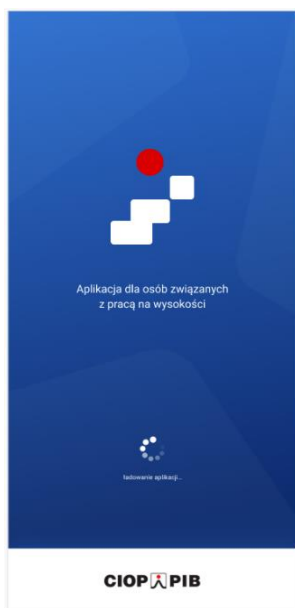 Aplikacja dla osób związanych
z pracą na wysokości
ładowanie aplikacji...
CIOP PIB